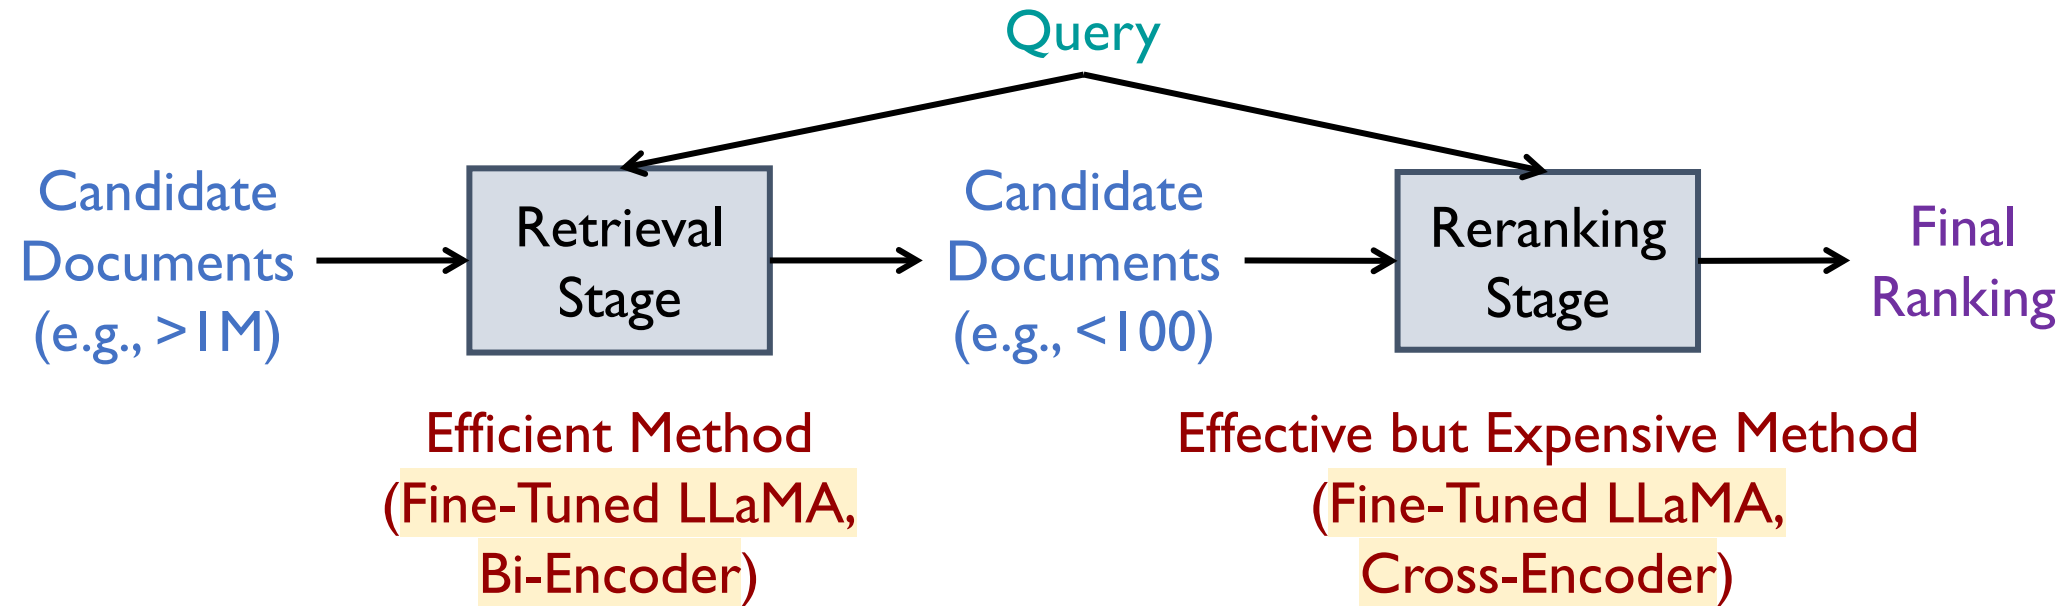 Query
Candidate
Documents
(e.g., >1M)
Retrieval
Stage
Candidate
Documents
(e.g., <100)
Reranking
Stage
Final
Ranking
Efficient Method
(Fine-Tuned LLaMA,
Bi-Encoder)
Effective but Expensive Method
(Fine-Tuned LLaMA,
Cross-Encoder)